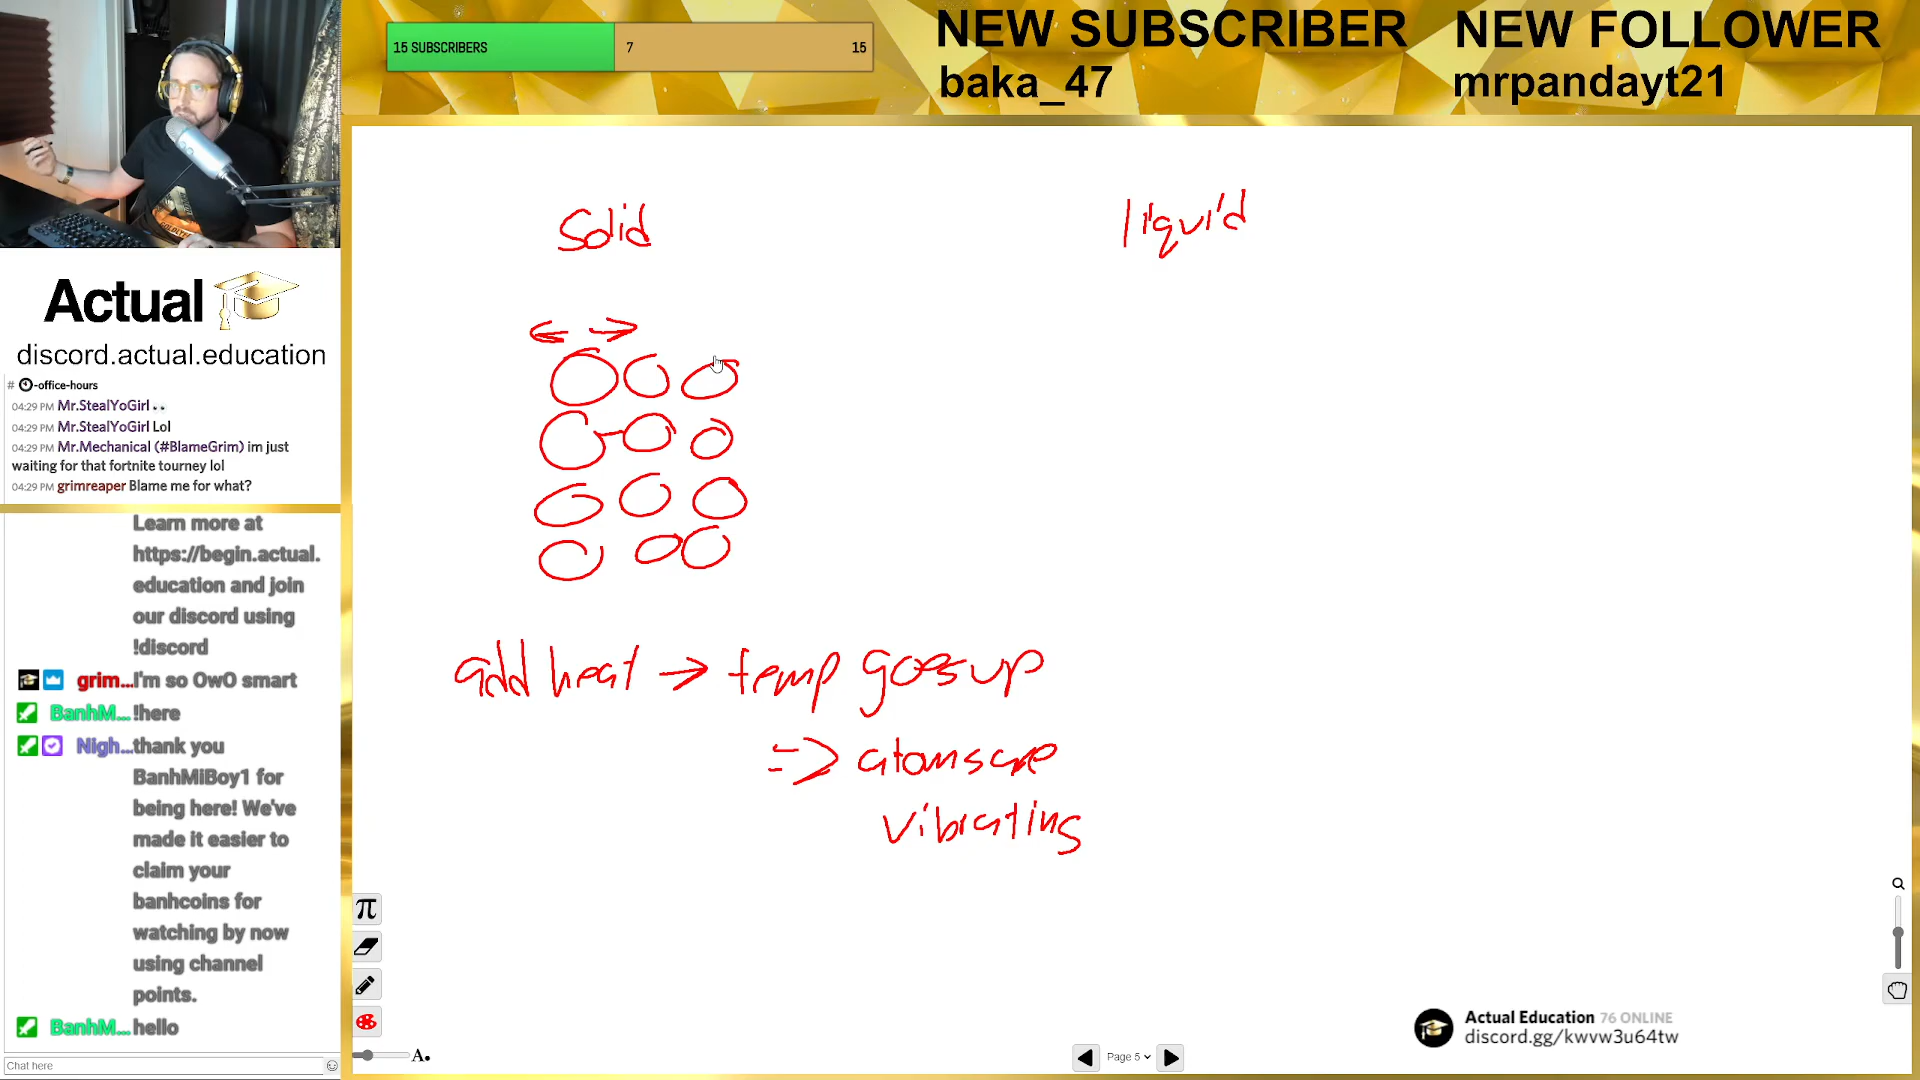 15 SUBSCRIBERS 7 15
NEW SUBSCRIBER
baka_47
NEW FOLLOWER
mrpandayt21
Actual
discord.actual.education
# -office-hours
04:29 PM Mr.StealYoGirl
04:29 PM Mr.StealYoGirl Lol
04:29 PM Mr.Mechanical (#BlameGrim) im just
waiting for that fortnite tourney lol
04:29 PM grimreaper Blame me for what?
Learn more at
https://begin.actual.
education and join
our discord using
!discord
grim... I'm so OwO smart
BanhM... !here
Nigh... thank you
BanhMiBoy1 for
being here! We've
made it easier to
claim your
banhcoins for
watching by now
using channel
points.
BanhM... hello
Chat here
Solid
liquid
add heat → temp goes up
=> atoms are
vibrating
π
A.
Page 5
Actual Education 76 ONLINE
discord.gg/kwvw3u64tw